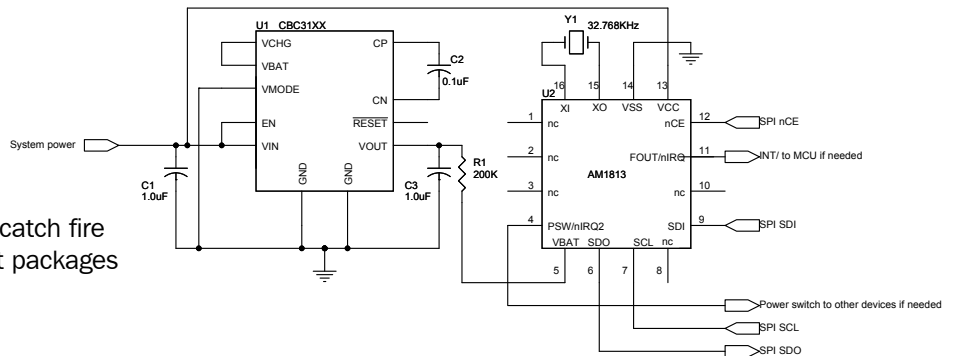 U1 CBC31XX
VCHG
VBAT
VMODE
EN
VIN
CP
CN
RESET
VOUT
GND
GND
C2
0.1uF
System power
C1
1.0uF
C3
1.0uF
R1
200K
catch fire
t packages
Y1
32.768KHz
U2
16
15
14
13
XI
XO
VSS
VCC
1
nc
2
nc
3
nc
4
PSW/nIRQ2
AM1813
nCE
12
SPI nCE
FOUT/nIRQ
11
INT/ to MCU if needed
nc
10
SDI
9
SPI SDI
VBAT
SDO
SCL
nc
5
6
7
8
Power switch to other devices if needed
SPI SCL
SPI SDO